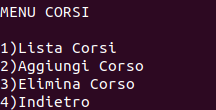 MENU CORSI
1)Lista Corsi
2)Aggiungi Corso
3)Elimina Corso
4)Indietro